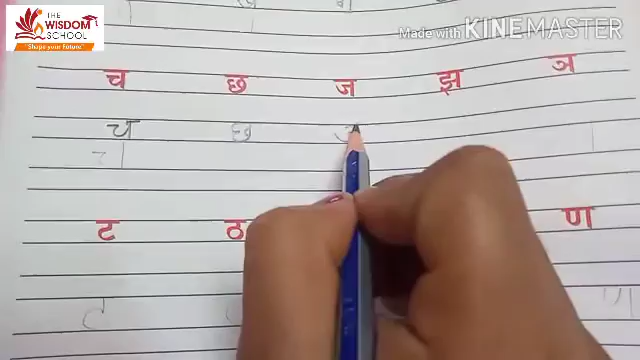 THE
WISDOM
SCHOOL
"Shape your Future"
Made with KINEMASTER
च छ ज झ ञ
च छ
ट ठ ण